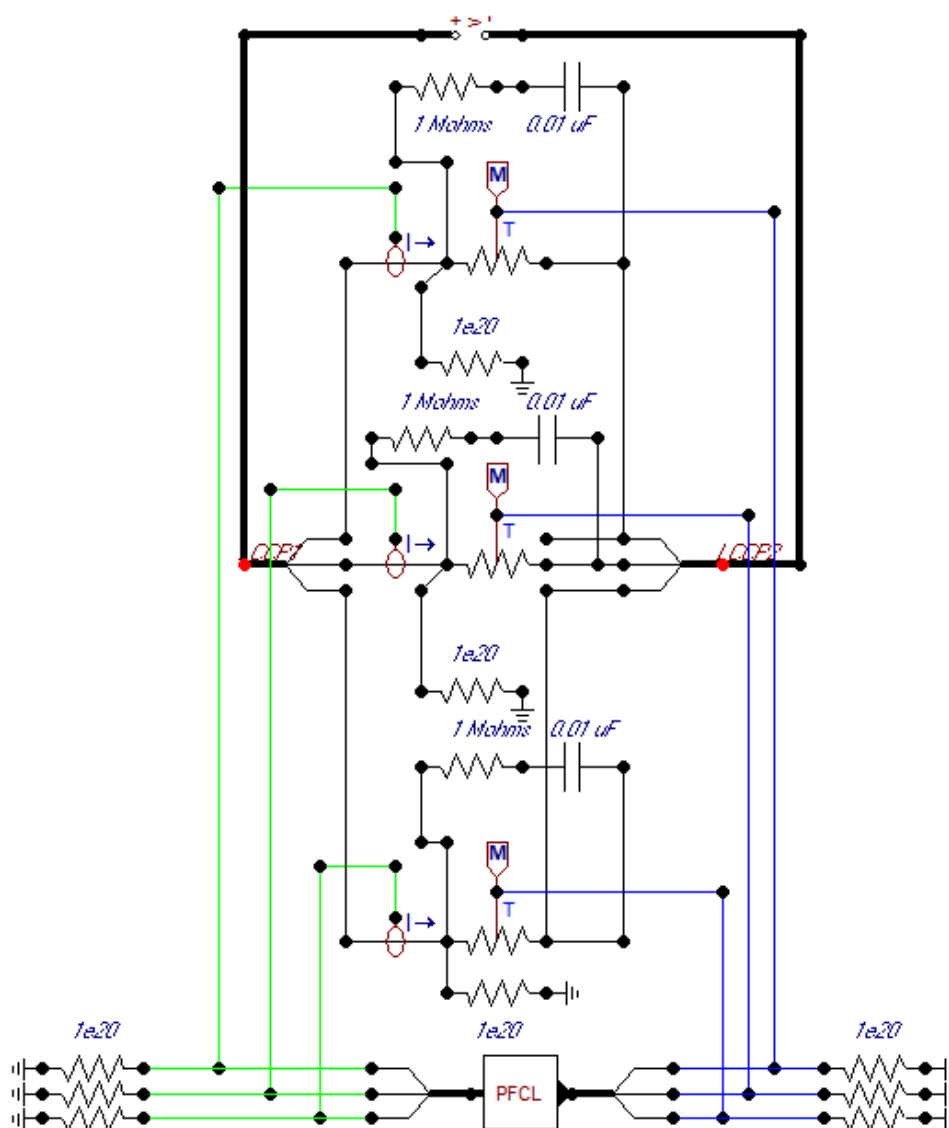 + > '
1 Mohms 0.01 uF
M
I → T
1e20
1 Mohms 0.01 uF
M
I → T
1e20
1 Mohms 0.01 uF
M
I → T
1e20 1e20 1e20
PFCL